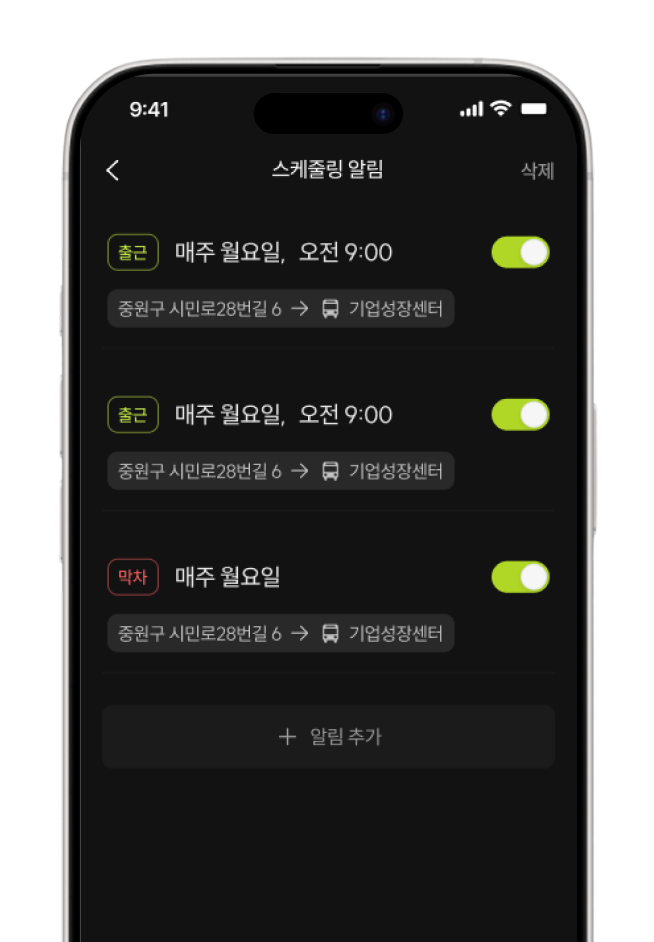 9:41
스케줄링 알림 삭제
출근 매주 월요일, 오전 9:00
중원구 시민로28번길 6 → 기업성장센터
출근 매주 월요일, 오전 9:00
중원구 시민로28번길 6 → 기업성장센터
막차 매주 월요일
중원구 시민로28번길 6 → 기업성장센터
+ 알림 추가